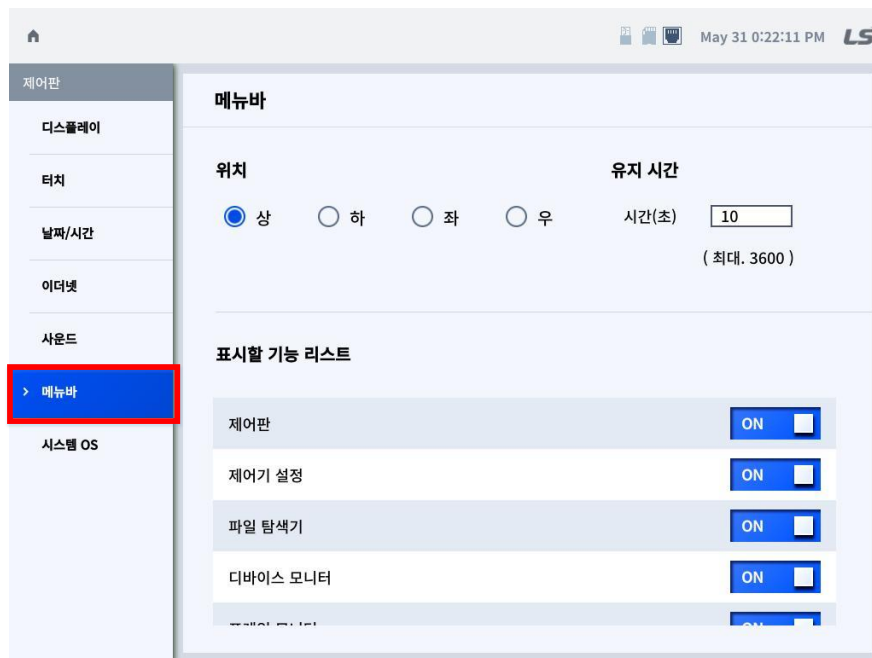 May 31 0:22:11 PM LS
제어판
디스플레이
터치
날짜/시간
이더넷
사운드
메뉴바
시스템 OS
메뉴바
위치
상 하 좌 우
유지 시간
시간(초) 10
( 최대. 3600 )
표시할 기능 리스트
제어판 ON
제어기 설정 ON
파일 탐색기 ON
디바이스 모니터 ON